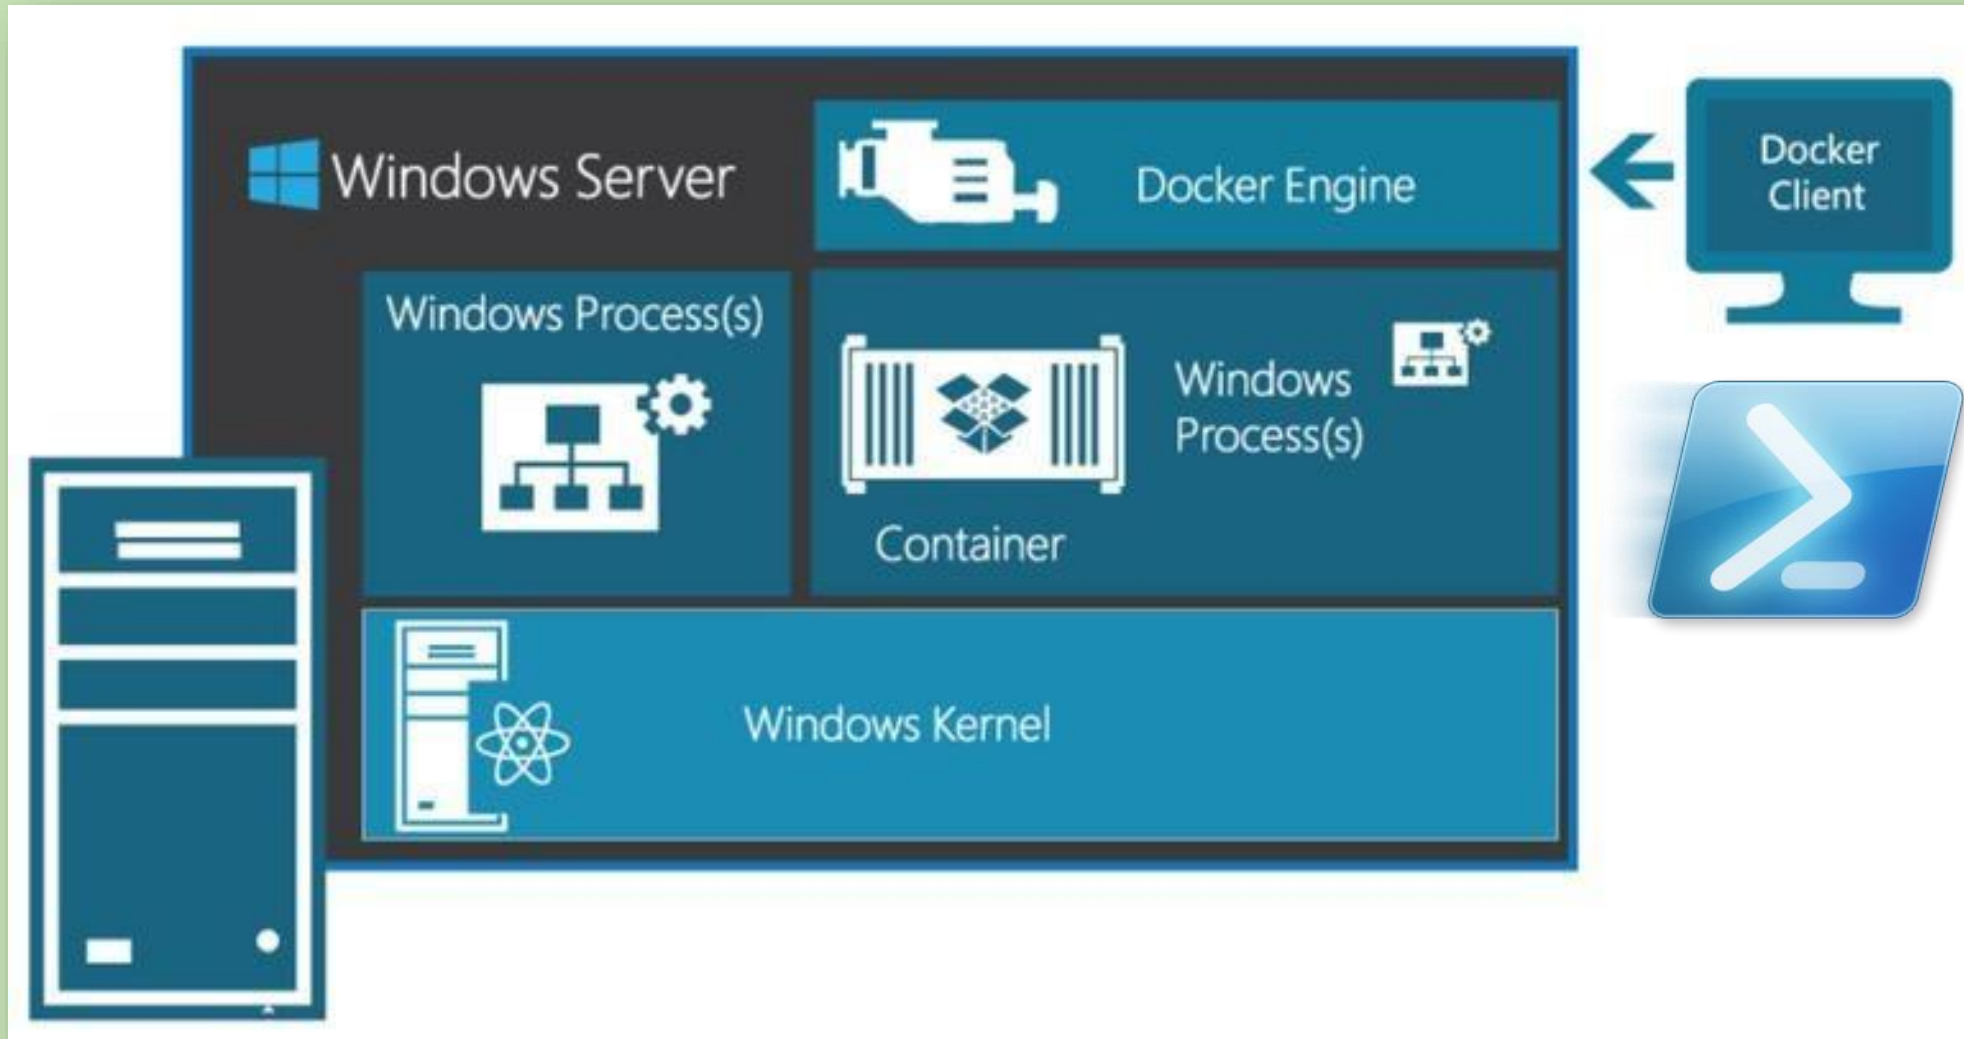 Windows Server
Docker Engine
Docker
Client
Windows Process(s)
Windows
Process(s)
Container
Windows Kernel